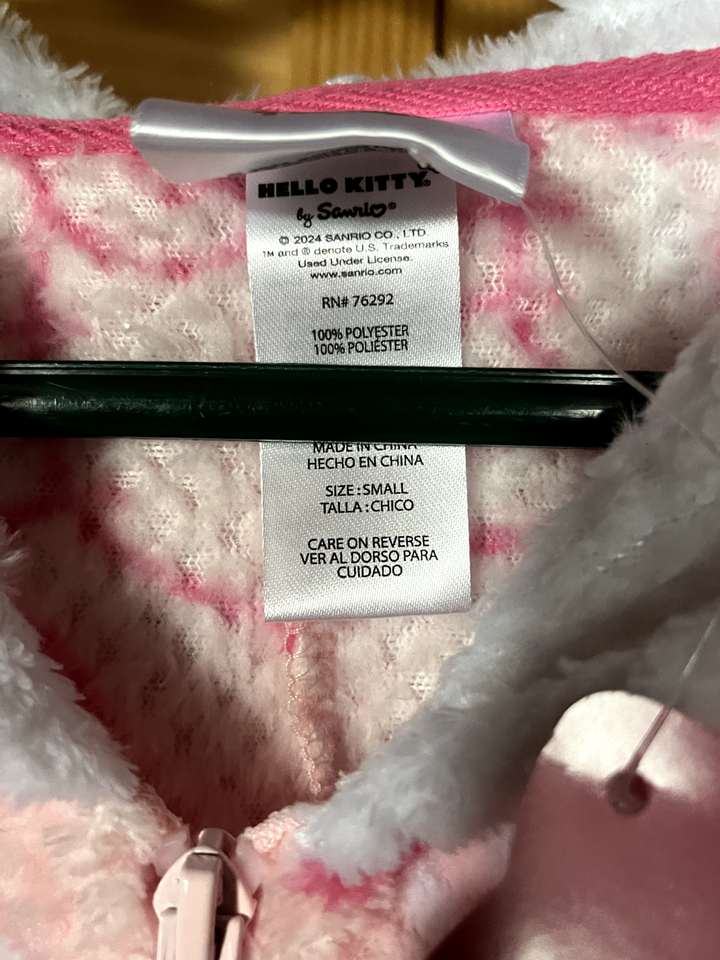 HELLO KITTY®
by Sanrio®
© 2024 SANRIO CO., LTD.
™ and ® denote U.S. Trademarks
Used Under License.
www.sanrio.com
RN# 76292
100% POLYESTER
100% POLIÉSTER
MADE IN CHINA
HECHO EN CHINA
SIZE : SMALL
TALLA : CHICO
CARE ON REVERSE
VER AL DORSO PARA
CUIDADO